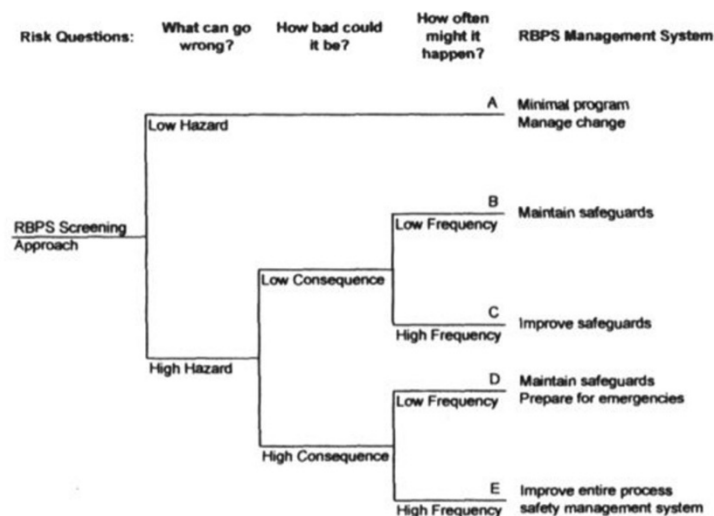 Risk Questions:
What can go
wrong?
How bad could
it be?
How often
might it
happen?
RBPS Management System
A
Minimal program
Manage change
Low Hazard
B
Maintain safeguards
Low Frequency
RBPS Screening
Approach
Low Consequence
C
Improve safeguards
High Frequency
High Hazard
D
Maintain safeguards
Prepare for emergencies
Low Frequency
High Consequence
E
Improve entire process
safety management system
High Frequency